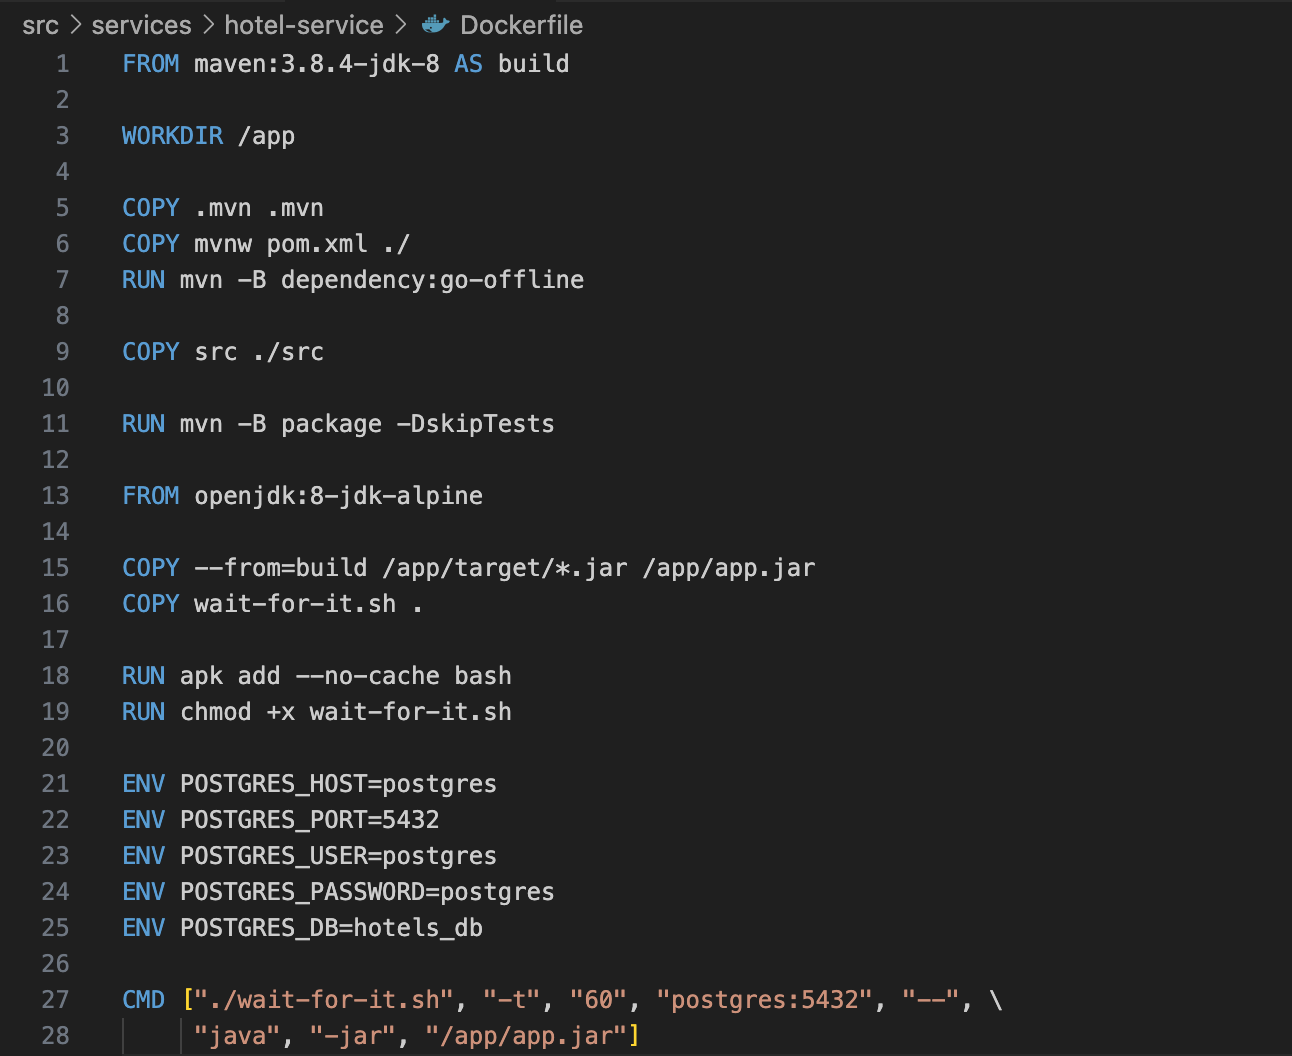 src > services > hotel-service > Dockerfile
1 FROM maven:3.8.4-jdk-8 AS build
2
3 WORKDIR /app
4
5 COPY .mvn .mvn
6 COPY mvnw pom.xml ./
7 RUN mvn -B dependency:go-offline
8
9 COPY src ./src
10
11 RUN mvn -B package -DskipTests
12
13 FROM openjdk:8-jdk-alpine
14
15 COPY --from=build /app/target/*.jar /app/app.jar
16 COPY wait-for-it.sh .
17
18 RUN apk add --no-cache bash
19 RUN chmod +x wait-for-it.sh
20
21 ENV POSTGRES_HOST=postgres
22 ENV POSTGRES_PORT=5432
23 ENV POSTGRES_USER=postgres
24 ENV POSTGRES_PASSWORD=postgres
25 ENV POSTGRES_DB=hotels_db
26
27 CMD ["./wait-for-it.sh", "-t", "60", "postgres:5432", "--", \
28 "java", "-jar", "/app/app.jar"]